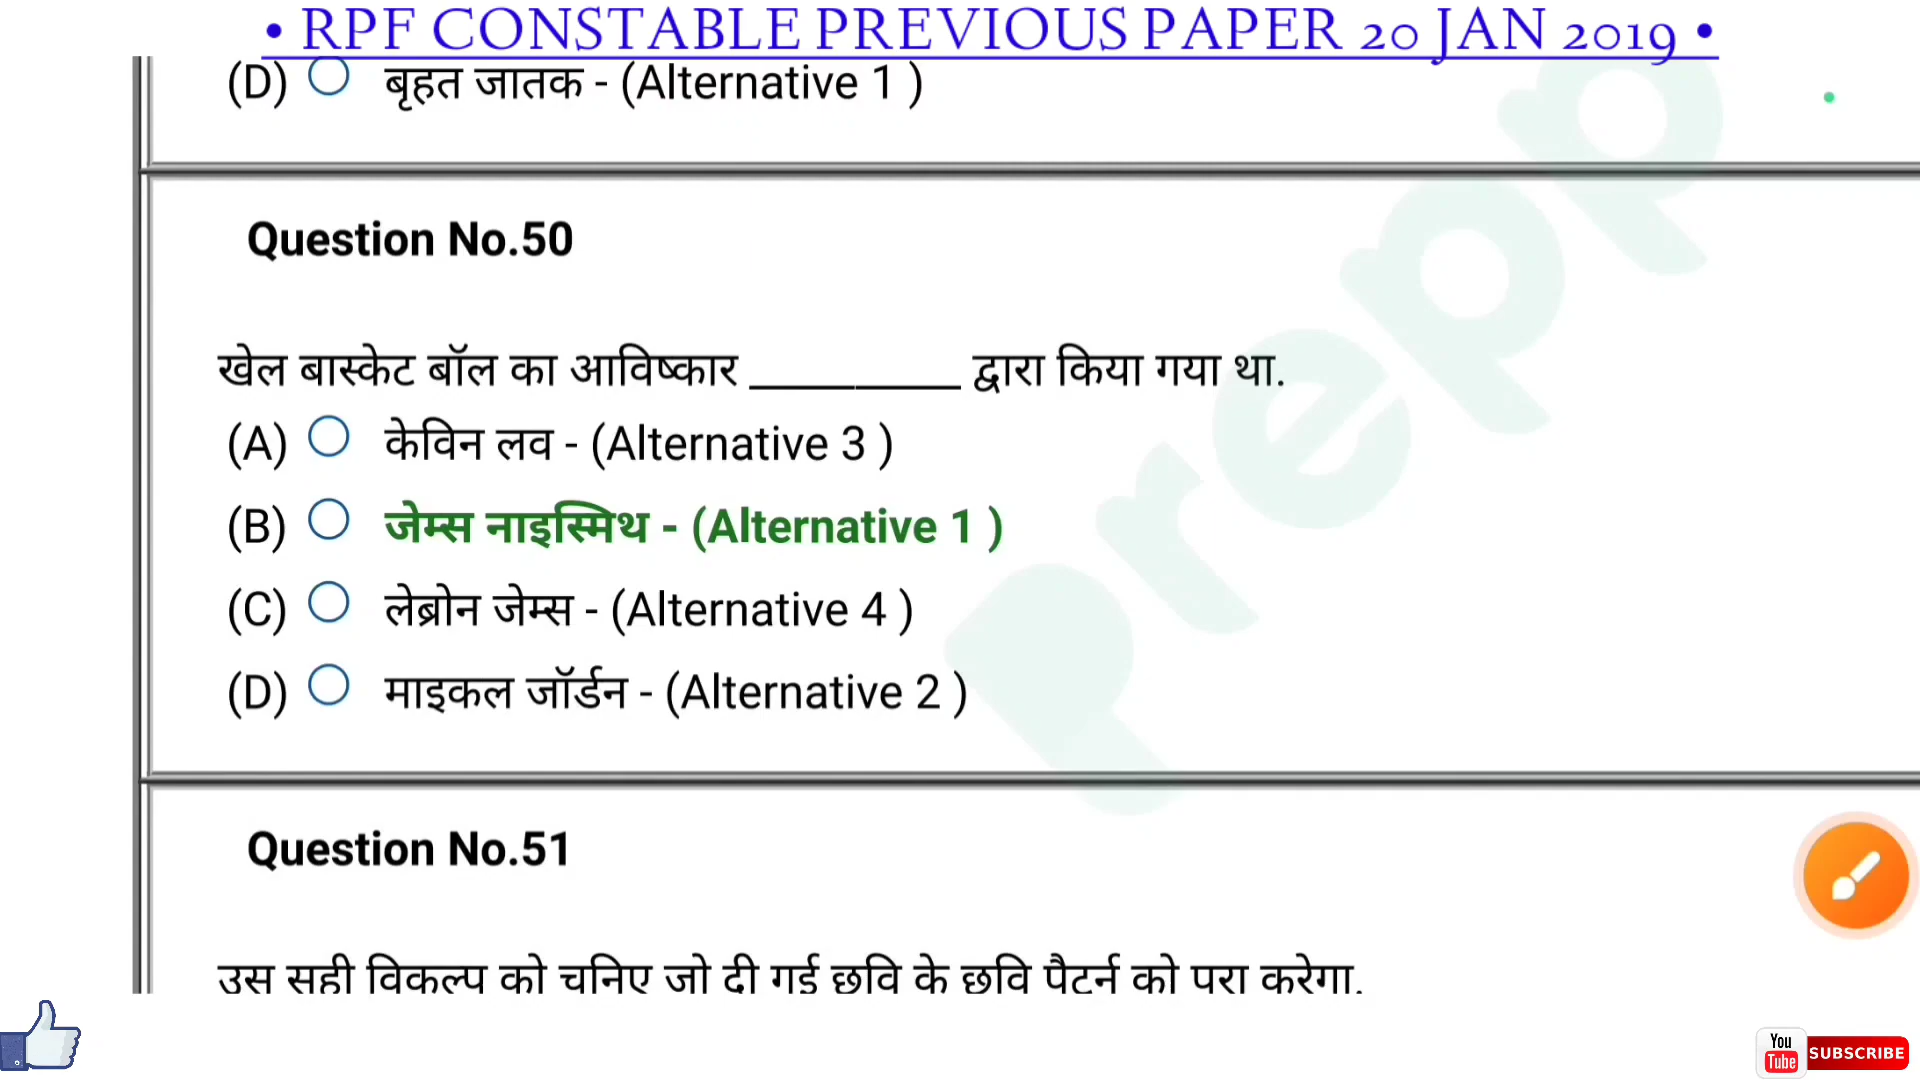 • RPF CONSTABLE PREVIOUS PAPER 20 JAN 2019 •
(D) बृहत जातक - (Alternative 1 )
Question No.50
खेल बास्केट बॉल का आविष्कार __________ द्वारा किया गया था.
(A) केविन लव - (Alternative 3 )
(B) जेम्स नाइस्मिथ - (Alternative 1 )
(C) लेब्रोन जेम्स - (Alternative 4 )
(D) माइकल जॉर्डन - (Alternative 2 )
Question No.51
उस सही विकल्प को चुनिए जो दी गई छवि के छवि पैटर्न को पूरा करेगा.
prepp
You Tube SUBSCRIBE